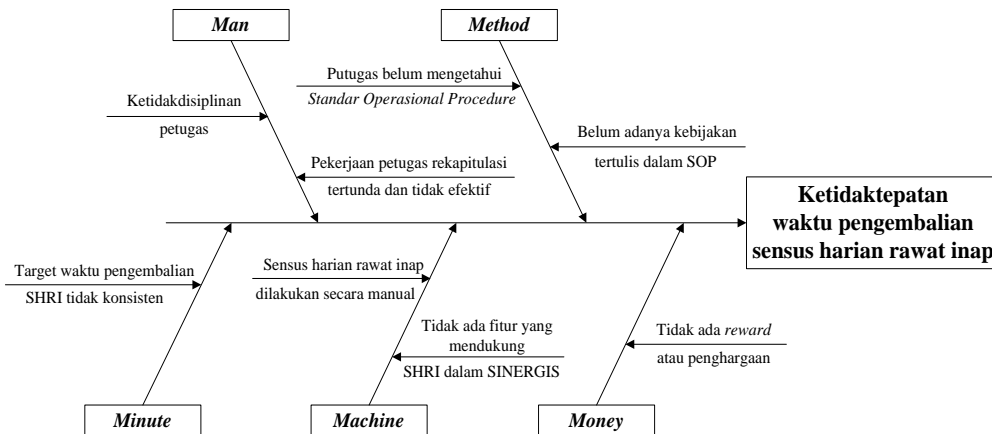 Man
Method
Putugas belum mengetahui
Standar Operasional Procedure
Ketidakdisiplinan
petugas
Belum adanya kebijakan
tertulis dalam SOP
Pekerjaan petugas rekapitulasi
tertunda dan tidak efektif
Ketidaktepatan
waktu pengembalian
sensus harian rawat inap
Target waktu pengembalian
SHRI tidak konsisten
Sensus harian rawat inap
dilakukan secara manual
Tidak ada fitur yang
mendukung
SHRI dalam SINERGIS
Tidak ada reward
atau penghargaan
Minute
Machine
Money